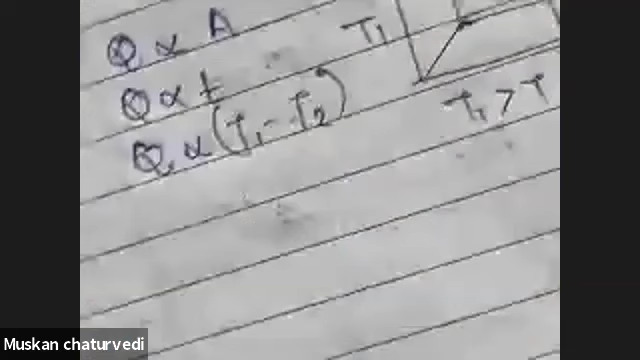 Q ∝ A
T₁
Q ∝ t
Q ∝ (T₁ - T₂)
T₁ > T
Muskan chaturvedi